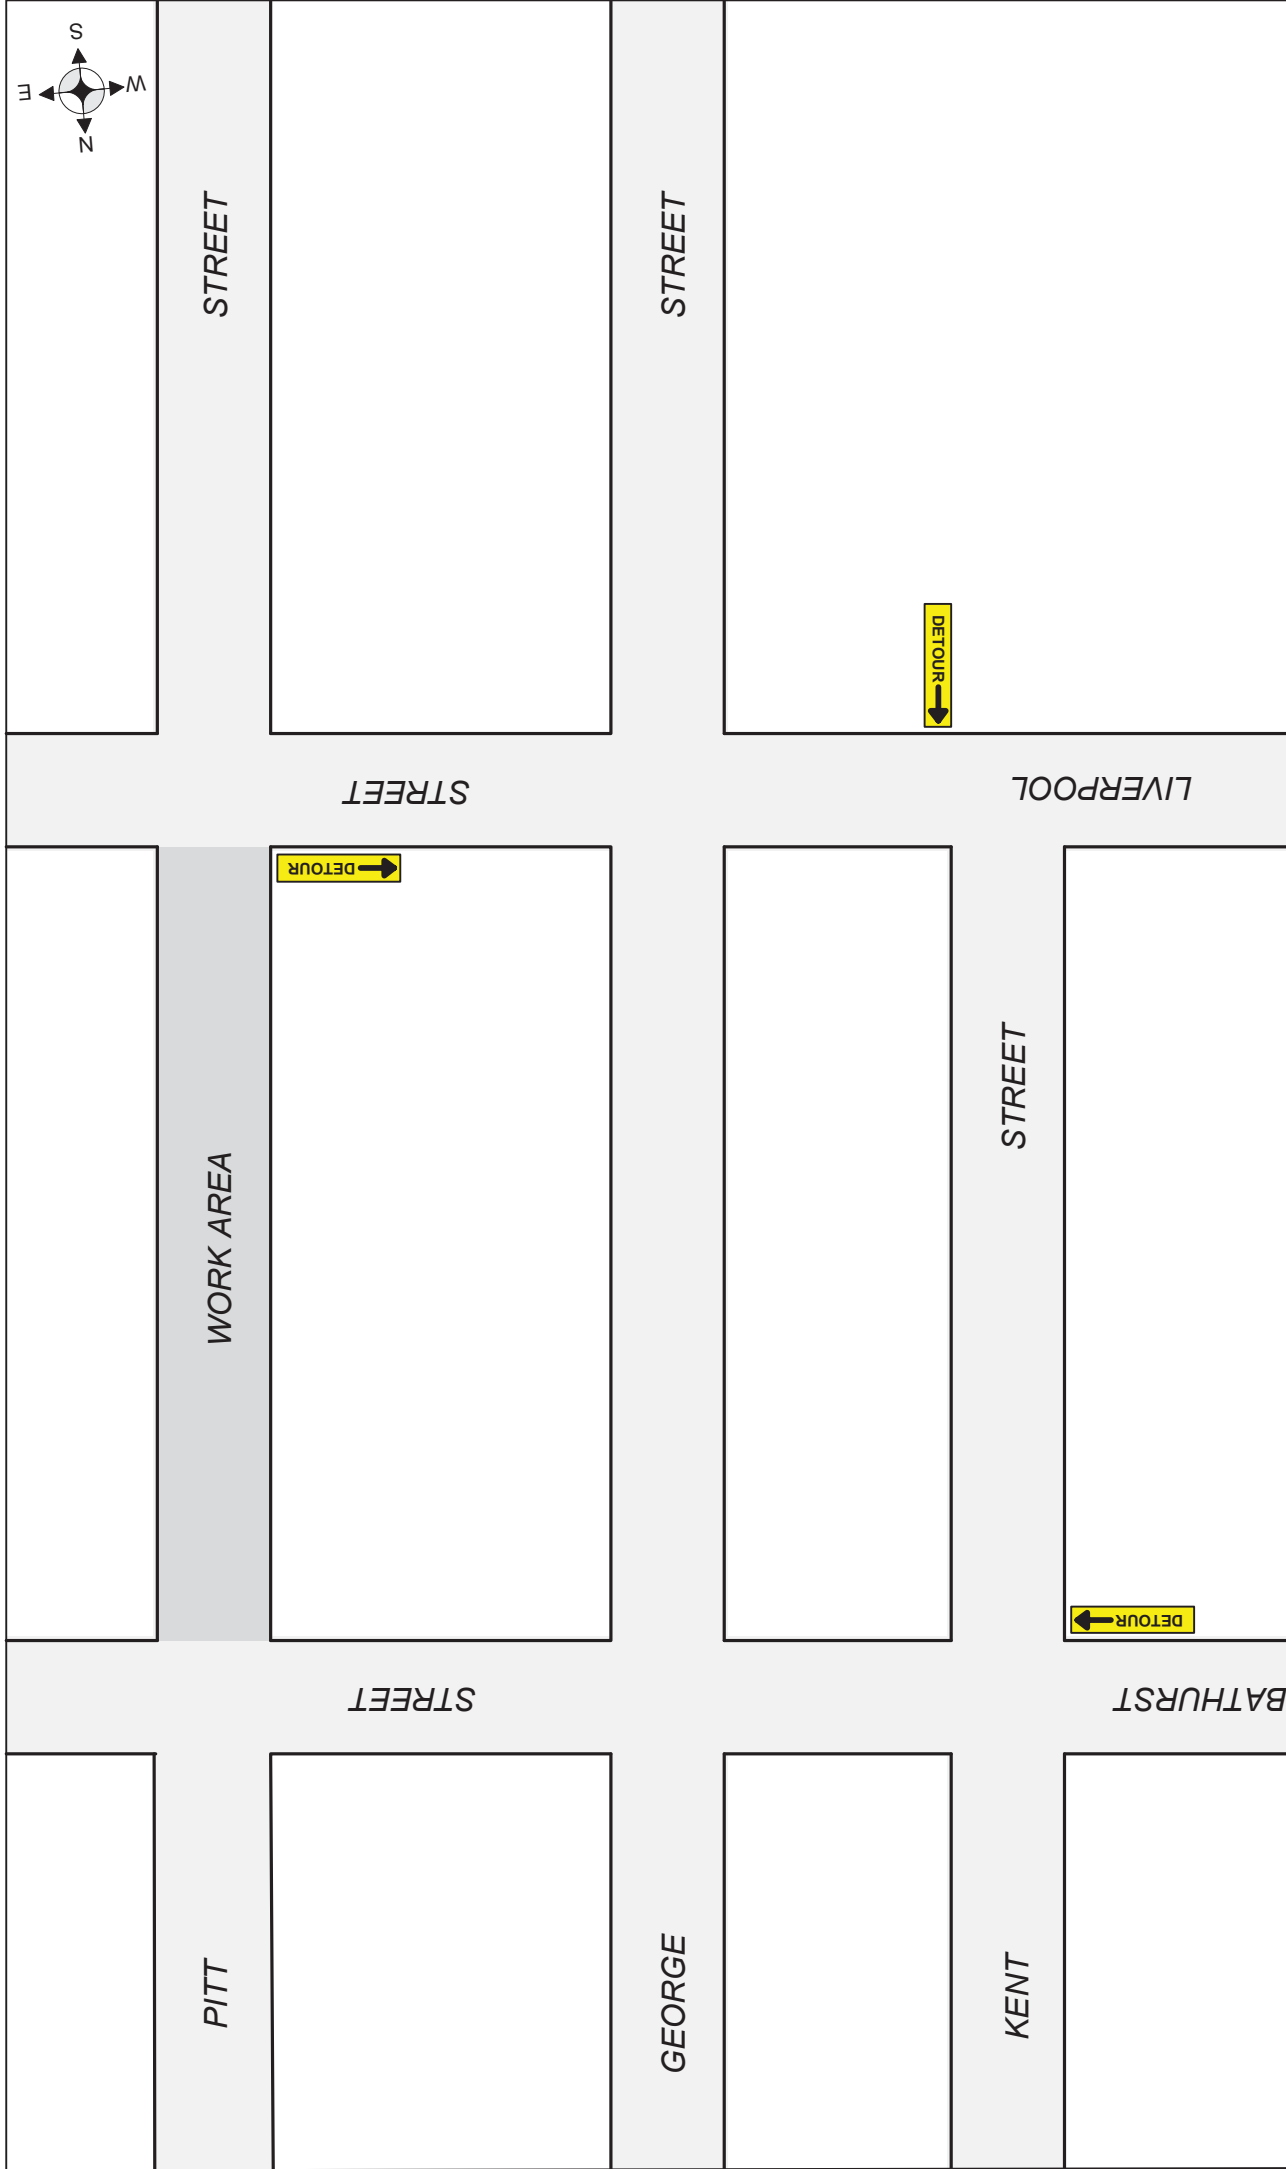 S
E
W
N
STREET
STREET
DETOUR
STREET
LIVERPOOL
DETOUR
STREET
WORK AREA
DETOUR
STREET
BATHURST
PITT
GEORGE
KENT